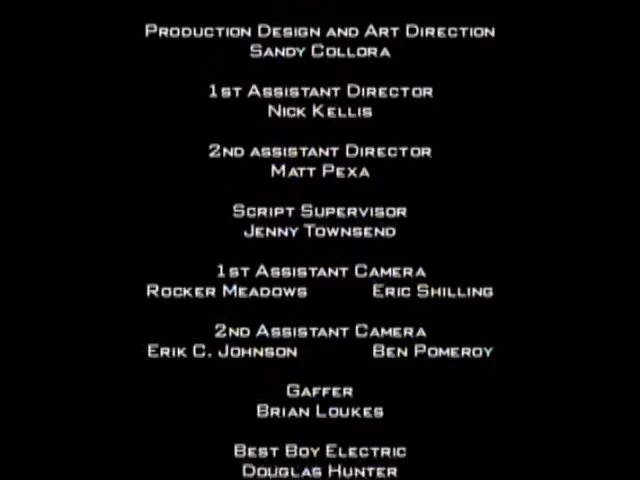 Production Design and Art Direction
Sandy Collora
1st Assistant Director
Nick Kellis
2nd assistant Director
Matt Pexa
Script Supervisor
Jenny Townsend
1st Assistant Camera
Rocker Meadows Eric Shilling
2nd Assistant Camera
Erik C. Johnson Ben Pomeroy
Gaffer
Brian Loukes
Best Boy Electric
Douglas Hunter